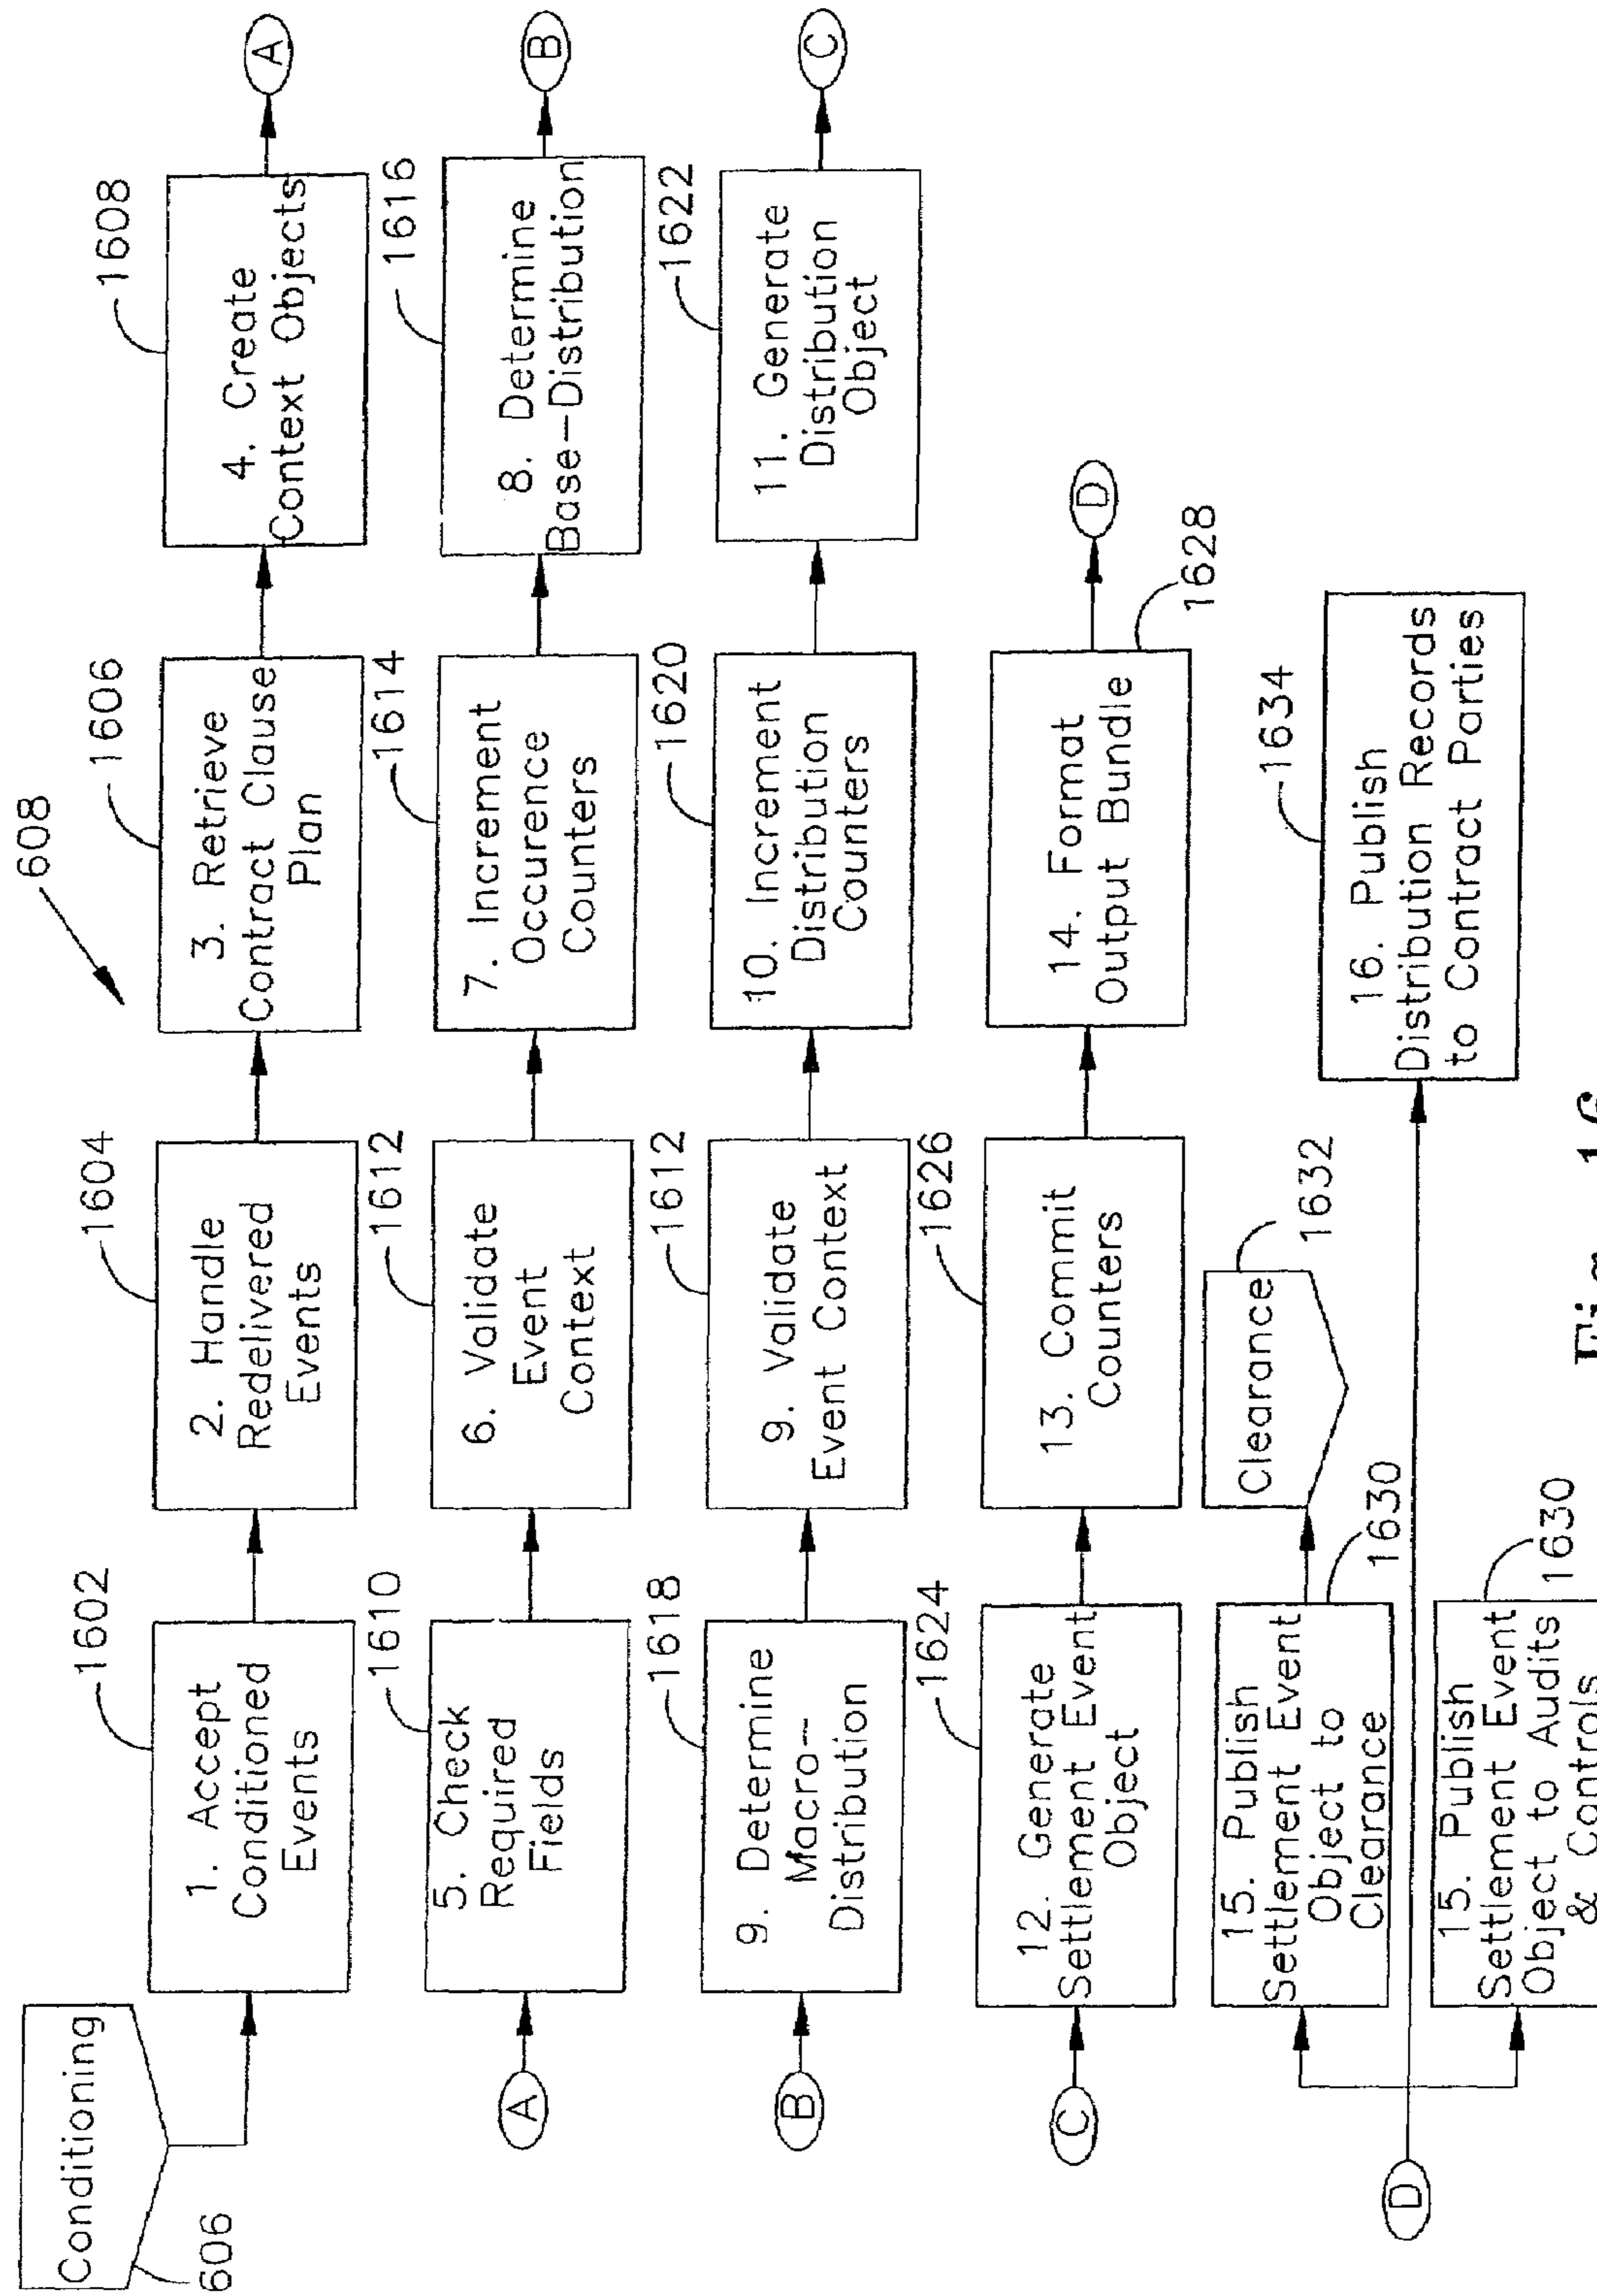 608
Conditioning
606
1602
1. Accept
Conditioned
Events
1604
2. Handle
Redelivered
Events
1606
3. Retrieve
Contract Clause
Plan
1608
4. Create
Context Objects
A
A
1610
5. Check
Required
Fields
1612
6. Validate
Event
Context
1614
7. Increment
Occurence
Counters
1616
8. Determine
Base-Distribution
B
B
1618
9. Determine
Macro-
Distribution
1612
9. Validate
Event Context
1620
10. Increment
Distribution
Counters
1622
11. Generate
Distribution
Object
C
C
1624
12. Generate
Settlement Event
Object
1626
13. Commit
Counters
14. Format
Output Bundle
1628
D
D
15. Publish
Settlement Event
Object to
Clearance
1630
Clearance
1632
1634
16. Publish
Distribution Records
to Contract Parties
15. Publish
Settlement Event
Object to Audits
& Controls
1630
Fig. 16